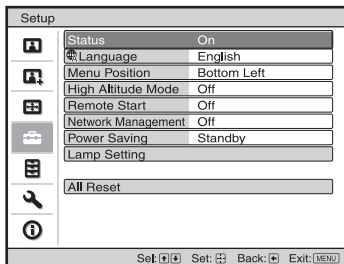 Setup
Status On
Language English
Menu Position Bottom Left
High Altitude Mode Off
Remote Start Off
Network Management Off
Power Saving Standby
Lamp Setting
All Reset
Sel: Set: Back: Exit: MENU